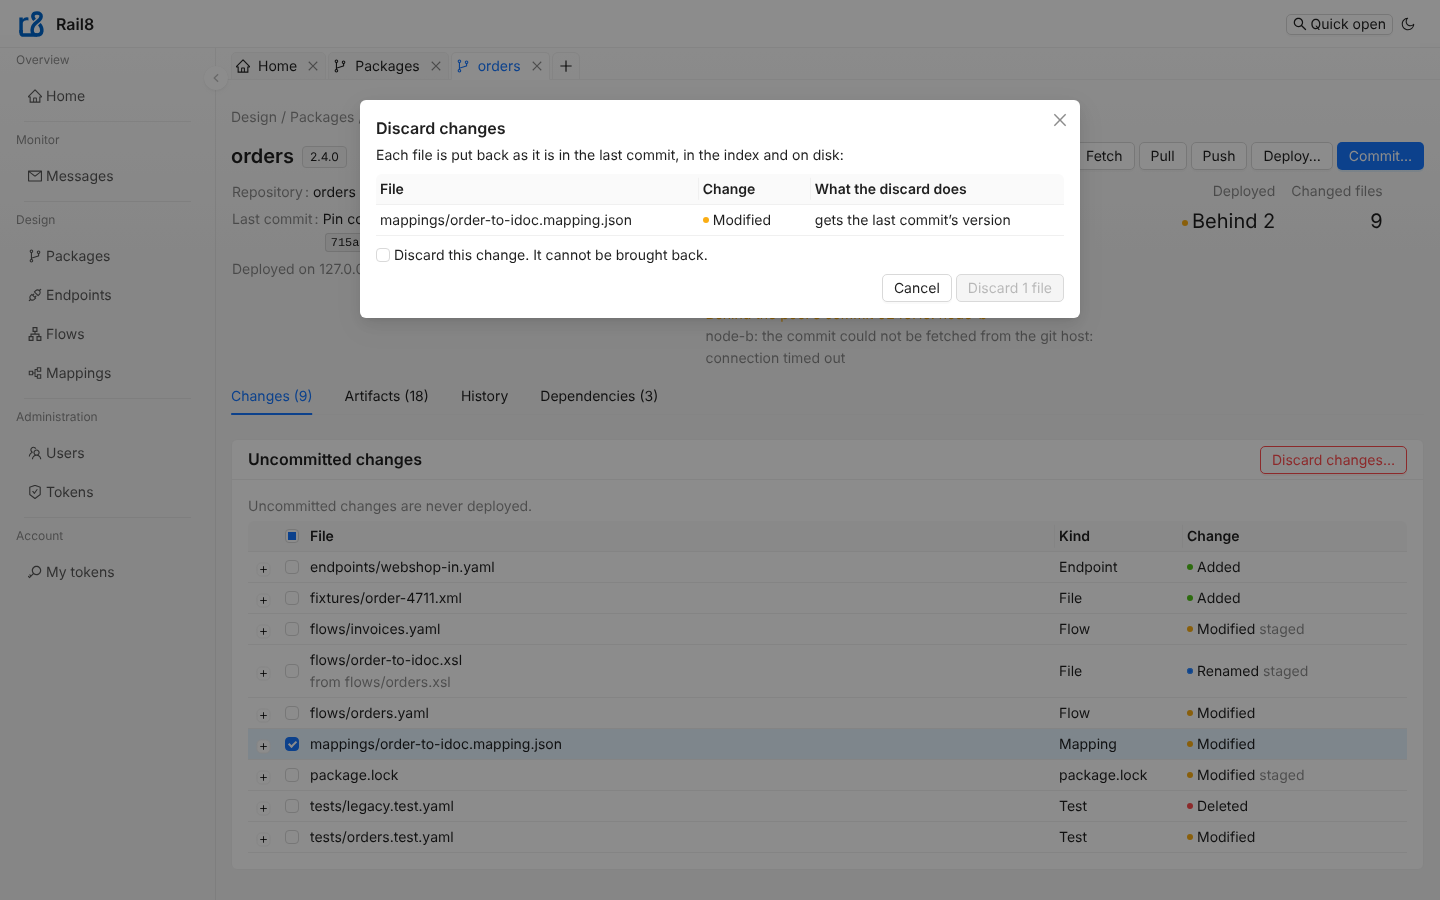 Rail8
Quick open
Overview
Home
Monitor
Messages
Design
Packages
Endpoints
Flows
Mappings
Administration
Users
Tokens
Account
My tokens
Home
Packages
orders
Design / Packages
orders 2.4.0
Fetch
Pull
Push
Deploy...
Commit...
Repository: orders
Last commit: Pin
715a
Deployed on
Deployed
Behind 2
Changed files
9
Discard changes
Each file is put back as it is in the last commit, in the index and on disk:
File Change What the discard does
mappings/order-to-idoc.mapping.json Modified gets the last commit’s version
Discard this change. It cannot be brought back.
Cancel
Discard 1 file
node-b: the commit could not be fetched from the git host:
connection timed out
Changes (9)
Artifacts (18)
History
Dependencies (3)
Uncommitted changes
Discard changes...
Uncommitted changes are never deployed.
File Kind Change
+ endpoints/webshop-in.yaml Endpoint Added
+ fixtures/order-4711.xml File Added
+ flows/invoices.yaml Flow Modified staged
+ flows/order-to-idoc.xsl File Renamed staged
from flows/orders.xsl
+ flows/orders.yaml Flow Modified
+ mappings/order-to-idoc.mapping.json Mapping Modified
+ package.lock package.lock Modified staged
+ tests/legacy.test.yaml Test Deleted
+ tests/orders.test.yaml Test Modified